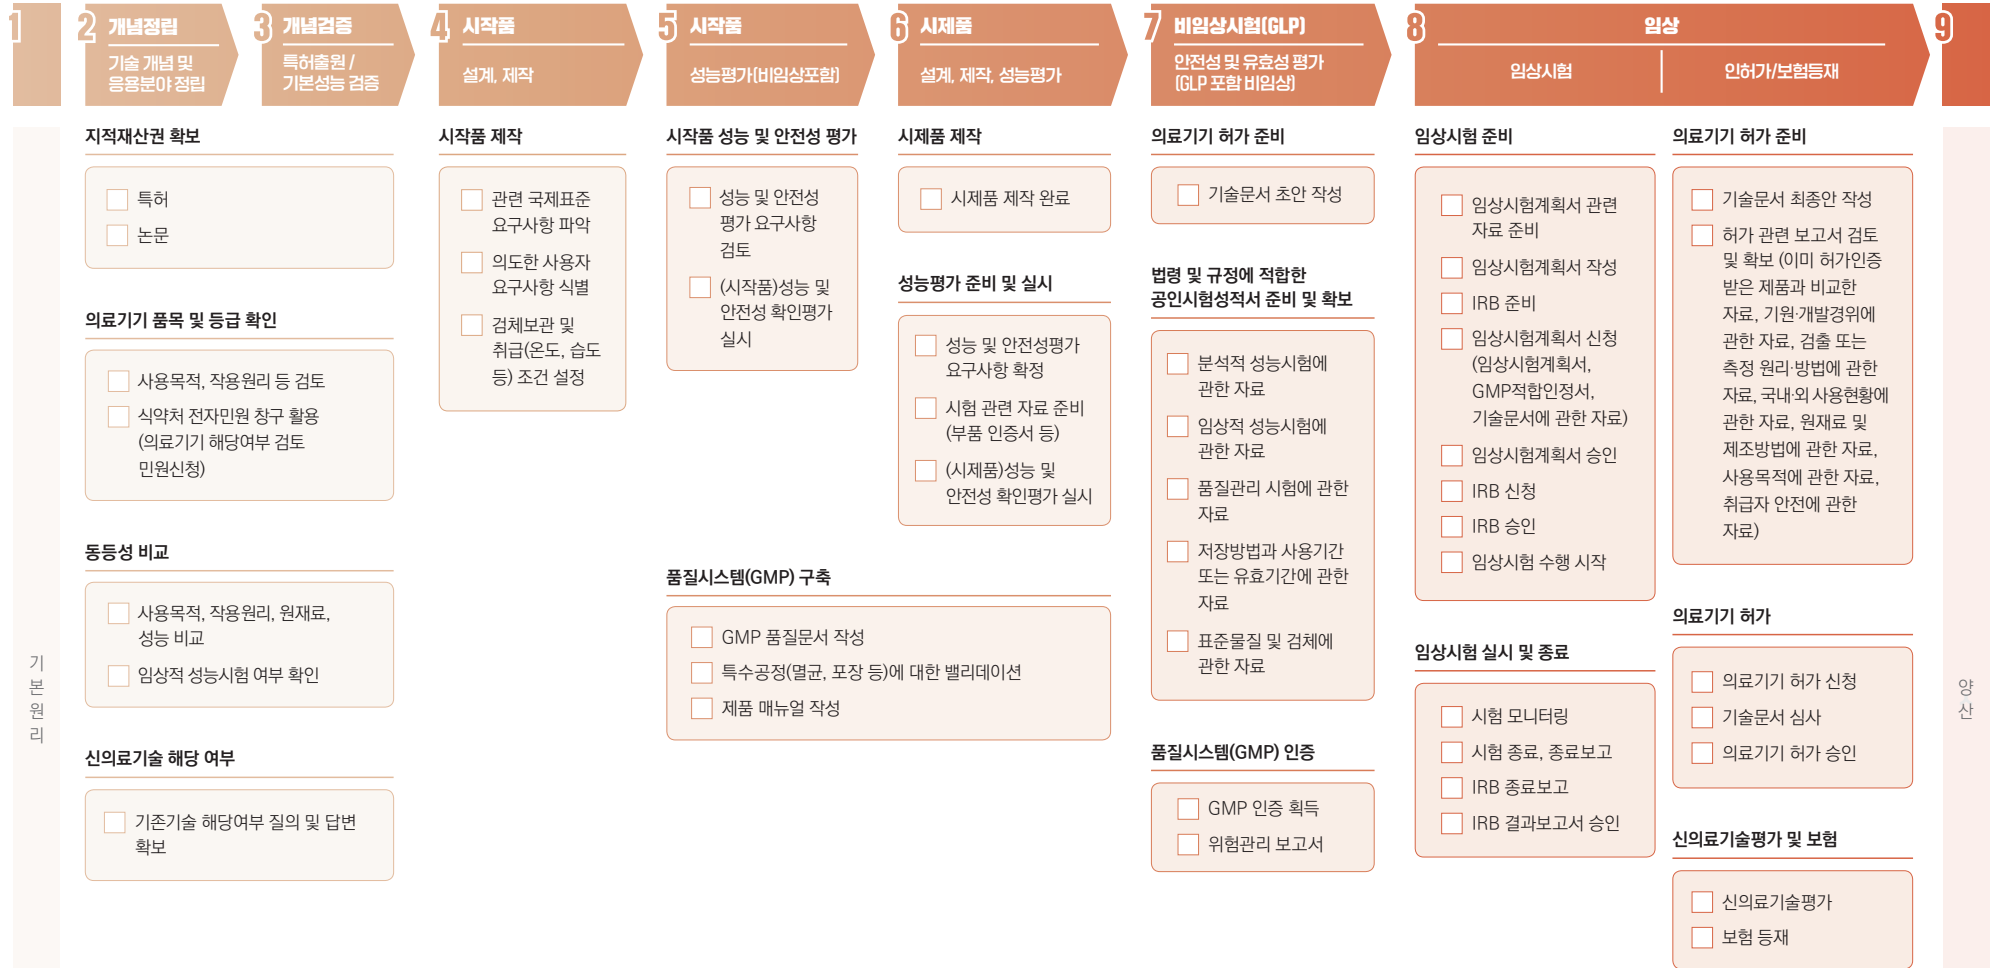 1
2 개념정립
기술 개념 및
응용분야 정립
3 개념검증
특허출원 /
기본성능 검증
4 시작품
설계, 제작
5 시작품
성능평가(비임상포함)
6 시제품
설계, 제작, 성능평가
7 비임상시험(GLP)
안전성 및 유효성 평가
(GLP 포함 비임상)
8 임상
임상시험
인허가/보험등재
9
기본원리
지적재산권 확보
특허
논문
의료기기 품목 및 등급 확인
사용목적, 작용원리 등 검토
식약처 전자민원 창구 활용
(의료기기 해당여부 검토
민원신청)
동등성 비교
사용목적, 작용원리, 원재료,
성능 비교
임상적 성능시험 여부 확인
신의료기술 해당 여부
기존기술 해당여부 질의 및 답변
확보
시작품 제작
관련 국제표준
요구사항 파악
의도한 사용자
요구사항 식별
검체보관 및
취급(온도, 습도
등) 조건 설정
시작품 성능 및 안전성 평가
성능 및 안전성
평가 요구사항
검토
(시작품)성능 및
안전성 확인평가
실시
시제품 제작
시제품 제작 완료
성능평가 준비 및 실시
성능 및 안전성평가
요구사항 확정
시험 관련 자료 준비
(부품 인증서 등)
(시제품)성능 및
안전성 확인평가 실시
품질시스템(GMP) 구축
GMP 품질문서 작성
특수공정(멸균, 포장 등)에 대한 밸리데이션
제품 매뉴얼 작성
의료기기 허가 준비
기술문서 초안 작성
법령 및 규정에 적합한
공인시험성적서 준비 및 확보
분석적 성능시험에
관한 자료
임상적 성능시험에
관한 자료
품질관리 시험에 관한
자료
저장방법과 사용기간
또는 유효기간에 관한
자료
표준물질 및 검체에
관한 자료
품질시스템(GMP) 인증
GMP 인증 획득
위험관리 보고서
임상시험 준비
임상시험계획서 관련
자료 준비
임상시험계획서 작성
IRB 준비
임상시험계획서 신청
(임상시험계획서,
GMP적합인정서,
기술문서에 관한 자료)
임상시험계획서 승인
IRB 신청
IRB 승인
임상시험 수행 시작
임상시험 실시 및 종료
시험 모니터링
시험 종료, 종료보고
IRB 종료보고
IRB 결과보고서 승인
의료기기 허가 준비
기술문서 최종안 작성
허가 관련 보고서 검토
및 확보 (이미 허가인증
받은 제품과 비교한
자료, 기원·개발경위에
관한 자료, 검출 또는
측정 원리·방법에 관한
자료, 국내·외 사용현황에
관한 자료, 원재료 및
제조방법에 관한 자료,
사용목적에 관한 자료,
취급자 안전에 관한
자료)
의료기기 허가
의료기기 허가 신청
기술문서 심사
의료기기 허가 승인
신의료기술평가 및 보험
신의료기술평가
보험 등재
양산